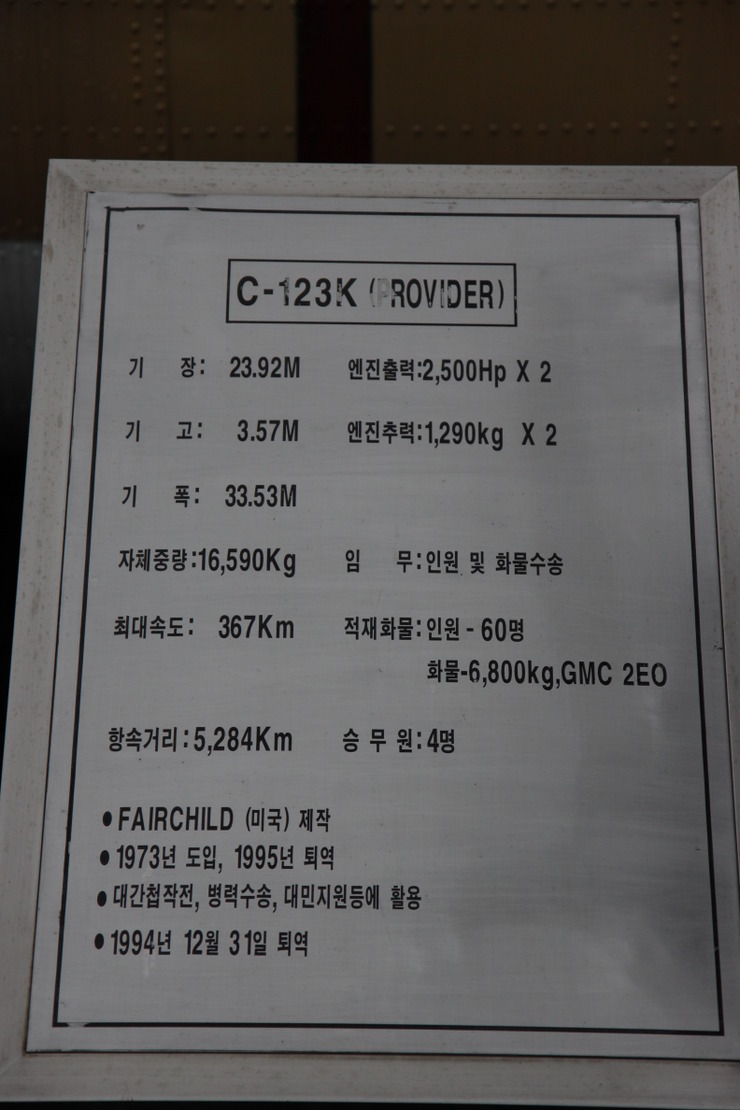 C-123K (PROVIDER)
기 장: 23.92M 엔진출력:2,500Hp X 2
기 고: 3.57M 엔진추력:1,290kg X 2
기 폭: 33.53M
자체중량:16,590Kg 임 무:인원 및 화물수송
최대속도: 367Km 적재화물:인원 - 60명
화물-6,800kg,GMC 2EO
항속거리:5,284Km 승 무 원:4명
● FAIRCHILD (미국) 제작
● 1973년 도입, 1995년 퇴역
● 대간첩작전, 병력수송, 대민지원등에 활용
● 1994년 12월 31일 퇴역